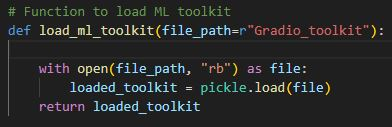 # Function to load ML toolkit
def load_ml_toolkit(file_path=r"Gradio_toolkit"):
    with open(file_path, "rb") as file:
        loaded_toolkit = pickle.load(file)
    return loaded_toolkit